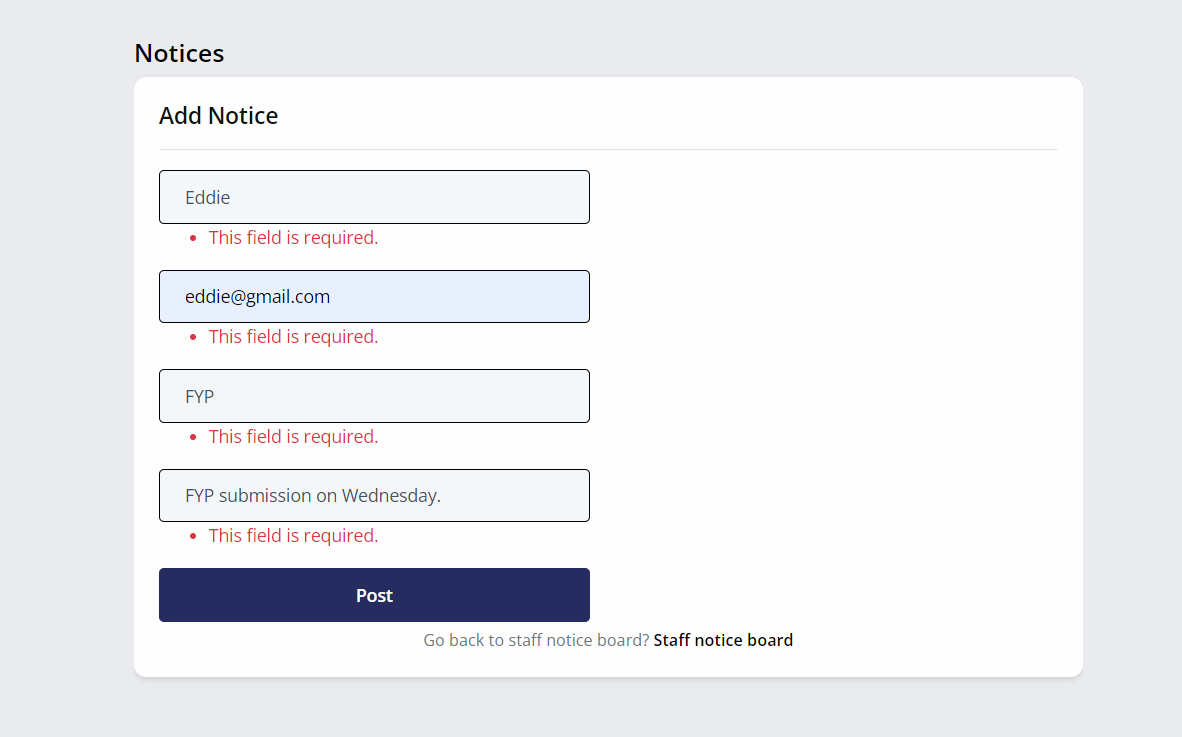 Notices
Add Notice
Eddie
• This field is required.
eddie@gmail.com
• This field is required.
FYP
• This field is required.
FYP submission on Wednesday.
• This field is required.
Post
Go back to staff notice board? Staff notice board